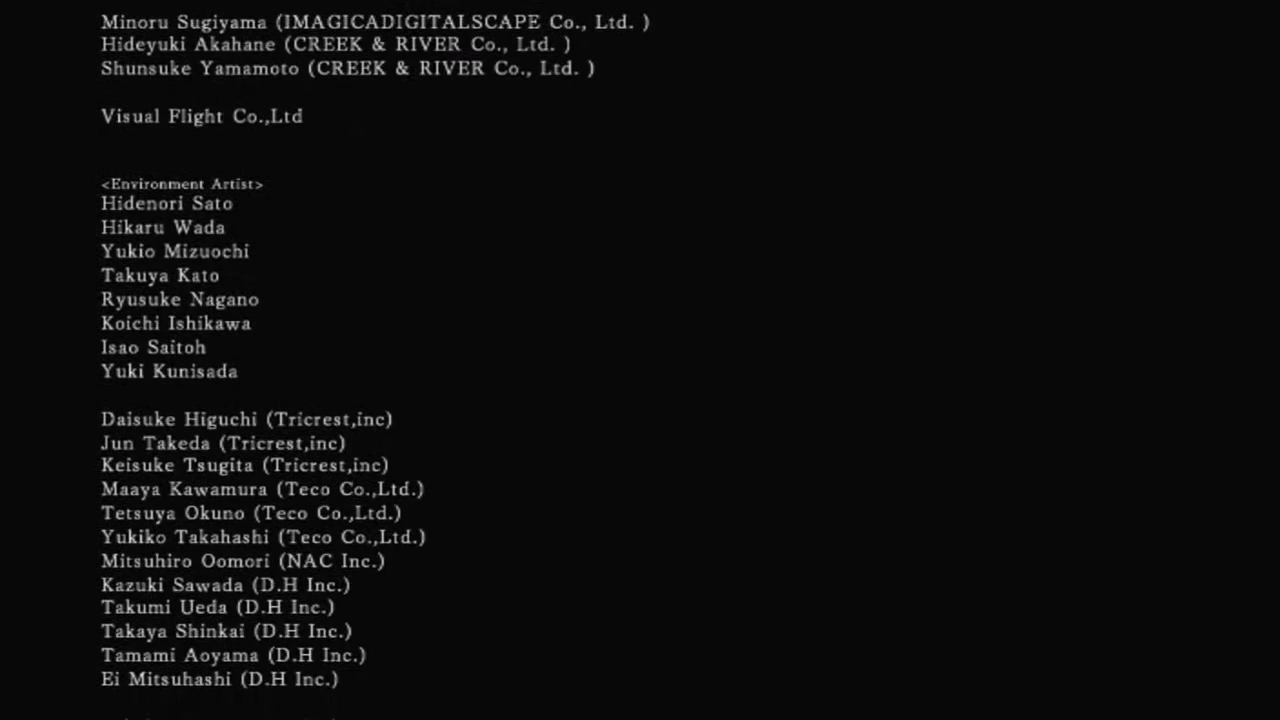 Minoru Sugiyama (IMAGICADIGITALSCAPE Co., Ltd. )
Hideyuki Akahane (CREEK & RIVER Co., Ltd. )
Shunsuke Yamamoto (CREEK & RIVER Co., Ltd. )
Visual Flight Co.,Ltd
<Environment Artist>
Hidenori Sato
Hikaru Wada
Yukio Mizuochi
Takuya Kato
Ryusuke Nagano
Koichi Ishikawa
Isao Saitoh
Yuki Kunisada
Daisuke Higuchi (Tricrest,inc)
Jun Takeda (Tricrest,inc)
Keisuke Tsugita (Tricrest,inc)
Maaya Kawamura (Teco Co.,Ltd.)
Tetsuya Okuno (Teco Co.,Ltd.)
Yukiko Takahashi (Teco Co.,Ltd.)
Mitsuhiro Oomori (NAC Inc.)
Kazuki Sawada (D.H Inc.)
Takumi Ueda (D.H Inc.)
Takaya Shinkai (D.H Inc.)
Tamami Aoyama (D.H Inc.)
Ei Mitsuhashi (D.H Inc.)